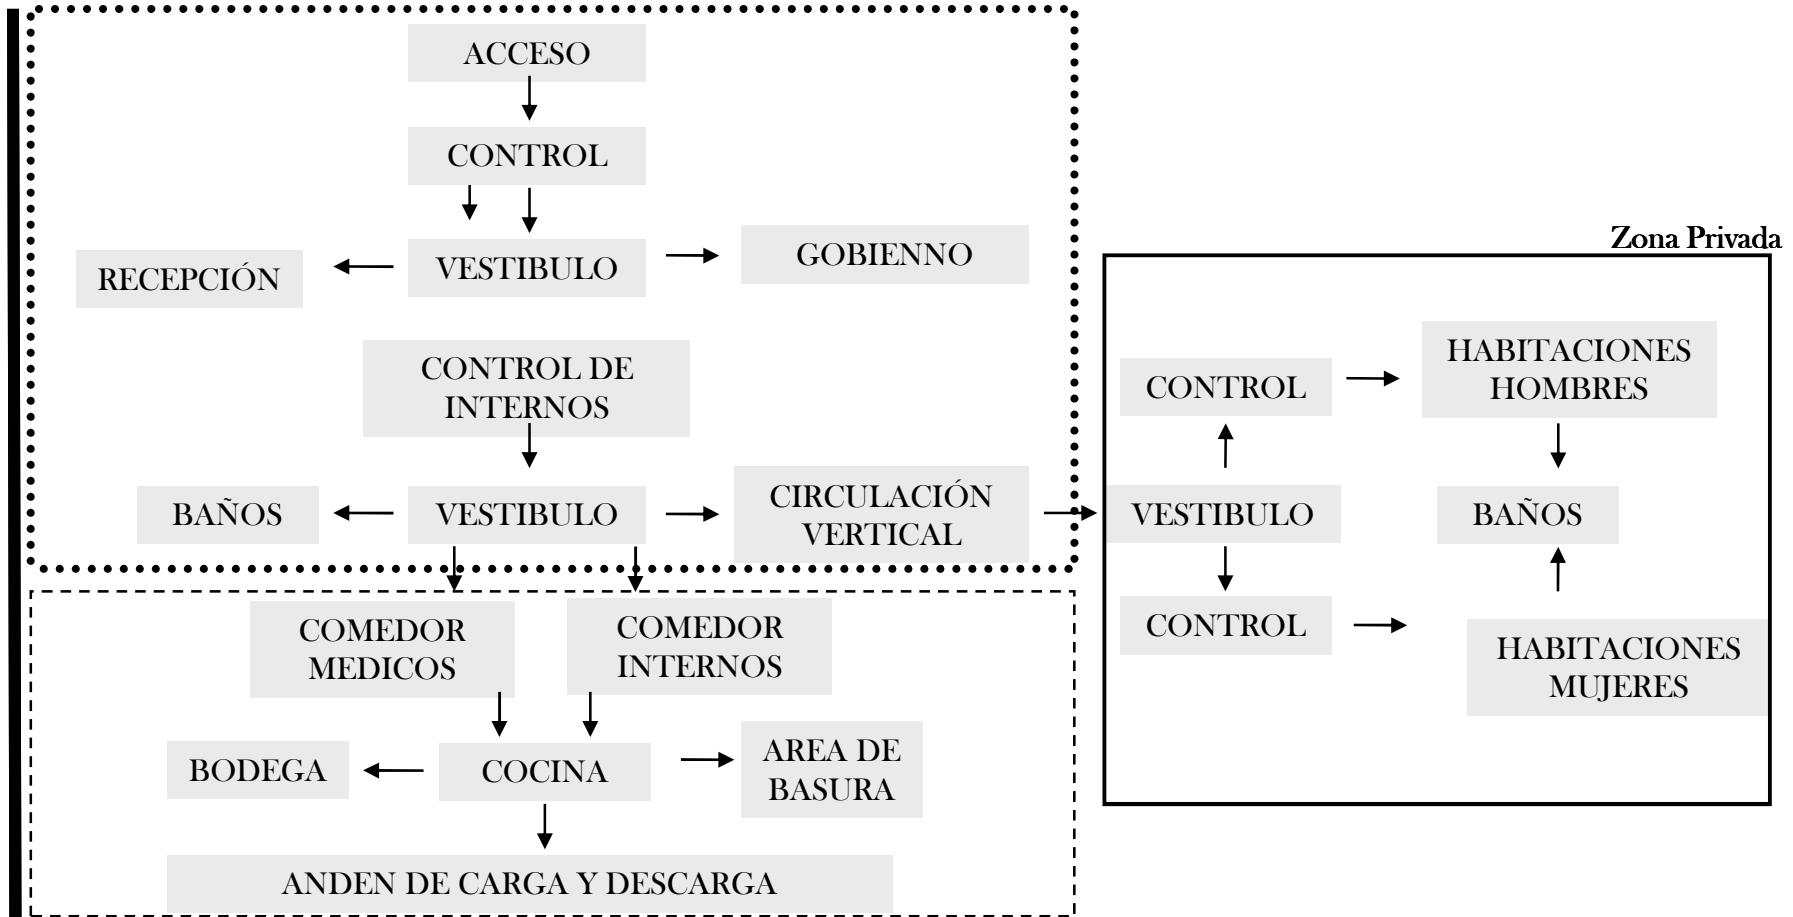 ACCESO
CONTROL
VESTIBULO
RECEPCIÓN
GOBIENNO
CONTROL DE
INTERNOS
BAÑOS
VESTIBULO
CIRCULACIÓN
VERTICAL
COMEDOR
MEDICOS
COMEDOR
INTERNOS
BODEGA
COCINA
AREA DE
BASURA
ANDEN DE CARGA Y DESCARGA
Zona Privada
CONTROL
HABITACIONES
HOMBRES
VESTIBULO
BAÑOS
CONTROL
HABITACIONES
MUJERES